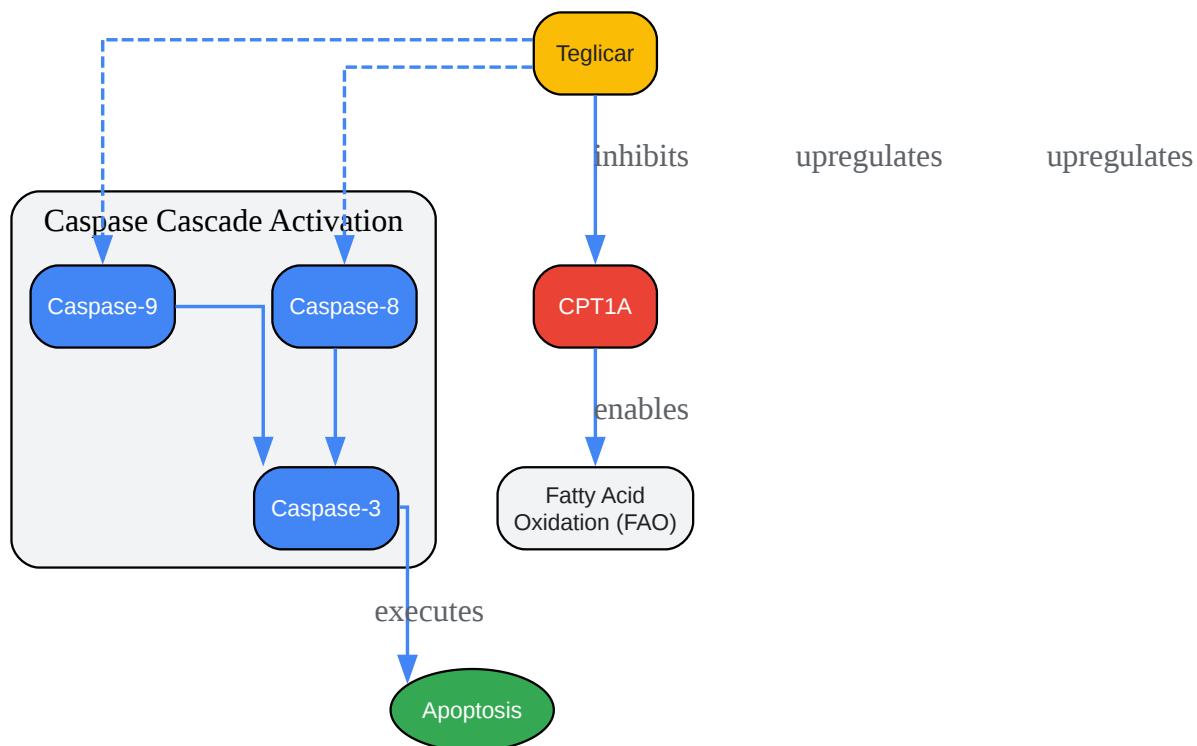 Teglicar
inhibits
upregulates
upregulates
Caspase Cascade Activation
Caspase-9
Caspase-8
CPT1A
enables
Caspase-3
Fatty Acid
Oxidation (FAO)
executes
Apoptosis